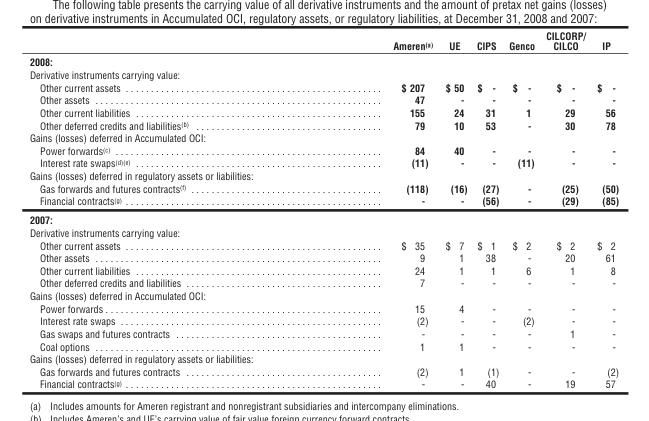 The following table presents the carrying value of all derivative instruments and the amount of pretax net gains (losses)
on derivative instruments in Accumulated OCI, regulatory assets, or regulatory liabilities, at December 31, 2008 and 2007:
Ameren(a) UE CIPS Genco CILCORP/ CILCO IP
2008:
Derivative instruments carrying value:
Other current assets $ 207 $ 50 $ - $ - $ - $ -
Other assets 47 - - - - -
Other current liabilities 155 24 31 1 29 56
Other deferred credits and liabilities(b) 79 10 53 - 30 78
Gains (losses) deferred in Accumulated OCI:
Power forwards(c) 84 40 - - - -
Interest rate swaps(d)(e) (11) - - (11) - -
Gains (losses) deferred in regulatory assets or liabilities:
Gas forwards and futures contracts(f) (118) (16) (27) - (25) (50)
Financial contracts(g) - - (56) - (29) (85)
2007:
Derivative instruments carrying value:
Other current assets $ 35 $ 7 $ 1 $ 2 $ 2 $ 2
Other assets 9 1 38 - 20 61
Other current liabilities 24 1 1 6 1 8
Other deferred credits and liabilities 7 - - - - -
Gains (losses) deferred in Accumulated OCI:
Power forwards 15 4 - - - -
Interest rate swaps (2) - - (2) - -
Gas swaps and futures contracts - - - - 1 -
Coal options 1 1 - - - -
Gains (losses) deferred in regulatory assets or liabilities:
Gas forwards and futures contracts (2) 1 (1) - - (2)
Financial contracts(g) - - 40 - 19 57
(a) Includes amounts for Ameren registrant and nonregistrant subsidiaries and intercompany eliminations.
(b) Includes Ameren's and UE's carrying value of fair value foreign currency forward contracts.